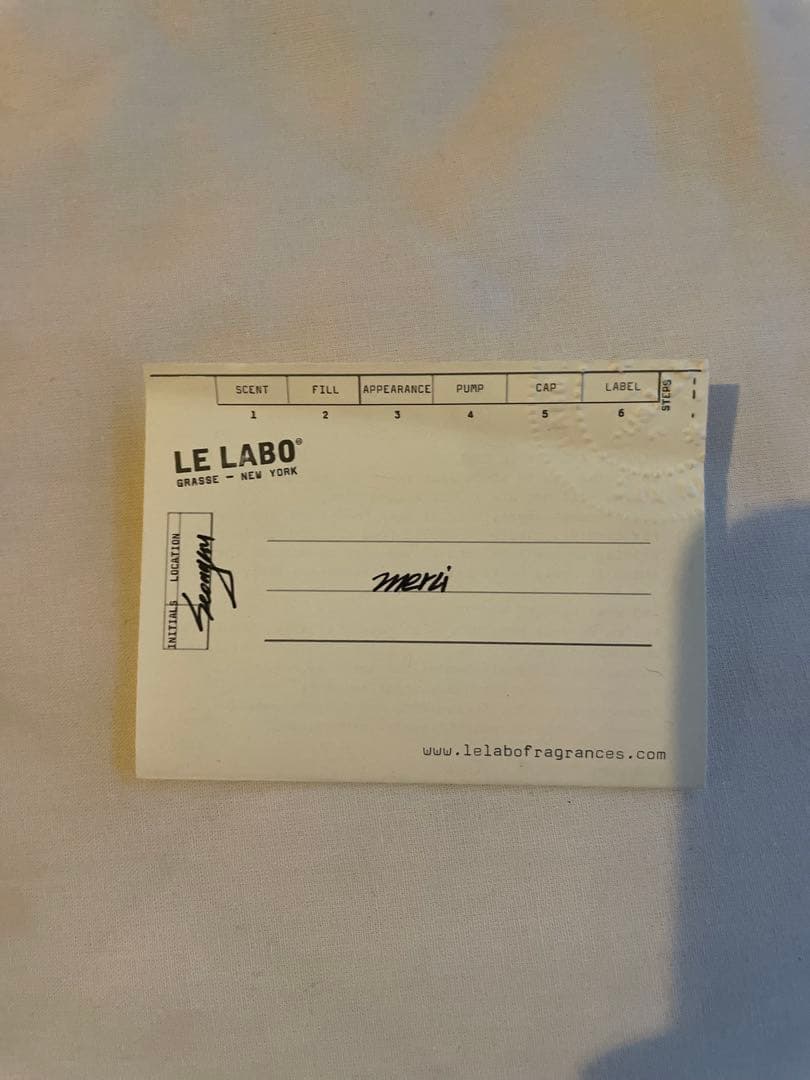 SCENT FILL APPEARANCE PUMP CAP LABEL STEPS
1 2 3 4 5 6
LE LABO®
GRASSE — NEW YORK
INITIALS LOCATION
merci
www.lelabofragrances.com